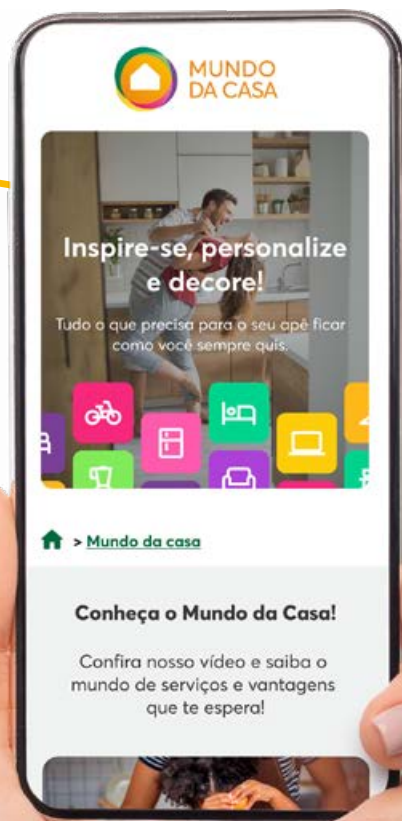 MUNDO
DA CASA
Inspire-se, personalize
e decore!
Tudo o que precisa para o seu apê ficar
como você sempre quis.
> Mundo da casa
Conheça o Mundo da Casa!
Confira nosso vídeo e saiba o
mundo de serviços e vantagens
que te espera!